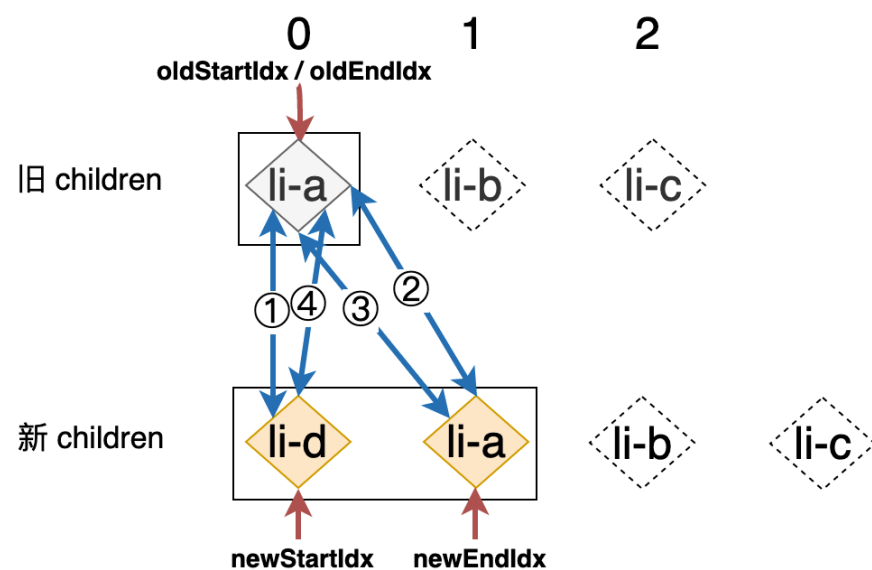 0 1 2
oldStartIdx / oldEndIdx
旧 children li-a li-b li-c
① ④ ③ ②
新 children li-d li-a li-b li-c
newStartIdx newEndIdx